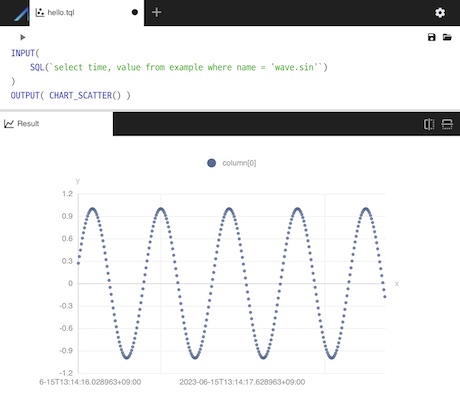 hello.tql
INPUT(
SQL(`select time, value from example where name = 'wave.sin'`)
)
OUTPUT( CHART_SCATTER() )
Result
column[0]
y
1.2
0.9
0.6
0.3
0
-0.3
-0.6
-0.9
-1.2
x
6-15T13:14:16.028963+09:00
2023-06-15T13:14:17.628963+09:00